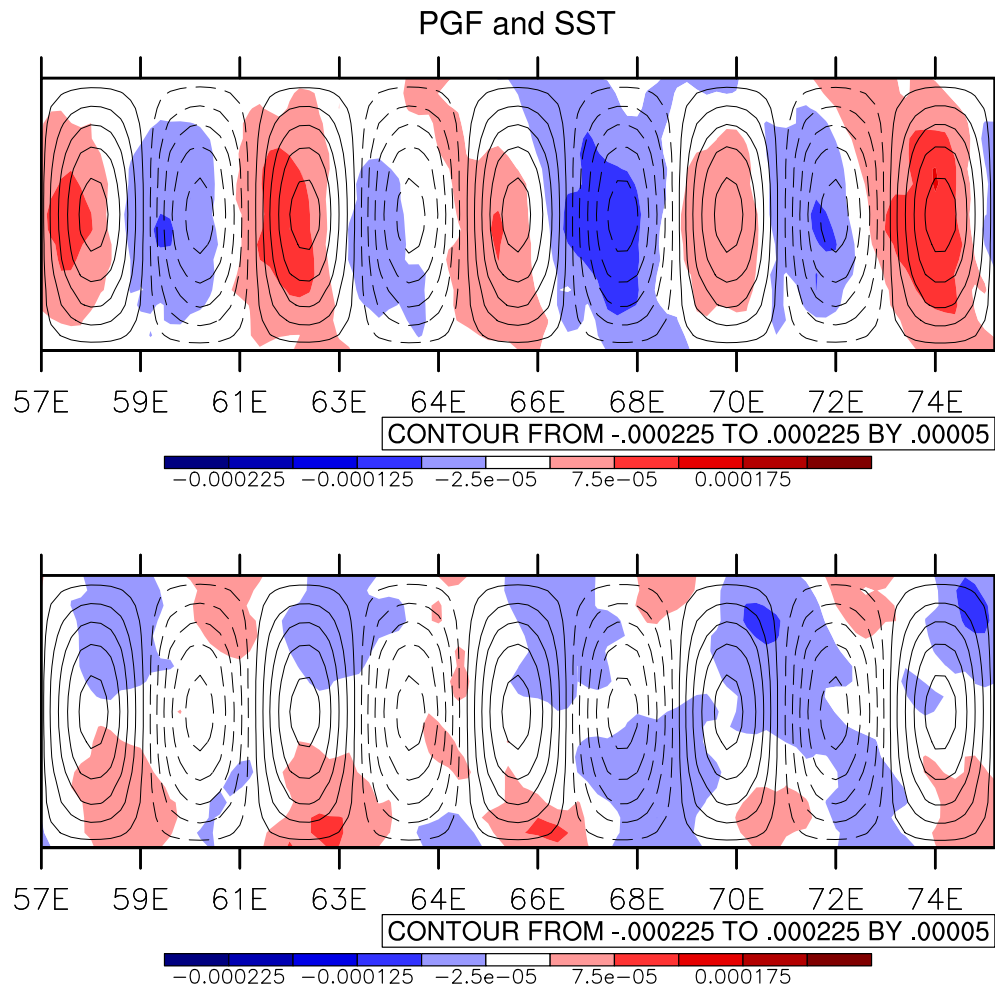 PGF and SST
57E 59E 61E 63E 64E 66E 68E 70E 72E 74E
CONTOUR FROM -.000225 TO .000225 BY .00005
−0.000225 −0.000125 −2.5e−05 7.5e−05 0.000175
57E 59E 61E 63E 64E 66E 68E 70E 72E 74E
CONTOUR FROM -.000225 TO .000225 BY .00005
−0.000225 −0.000125 −2.5e−05 7.5e−05 0.000175